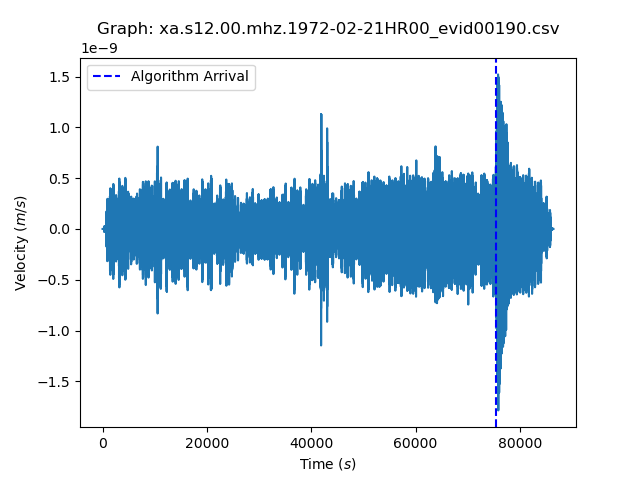 Graph: xa.s12.00.mhz.1972-02-21HR00_evid00190.csv
1e−9
Algorithm Arrival
1.5
1.0
0.5
0.0
−0.5
−1.0
−1.5
Velocity (m/s)
0 20000 40000 60000 80000
Time (s)